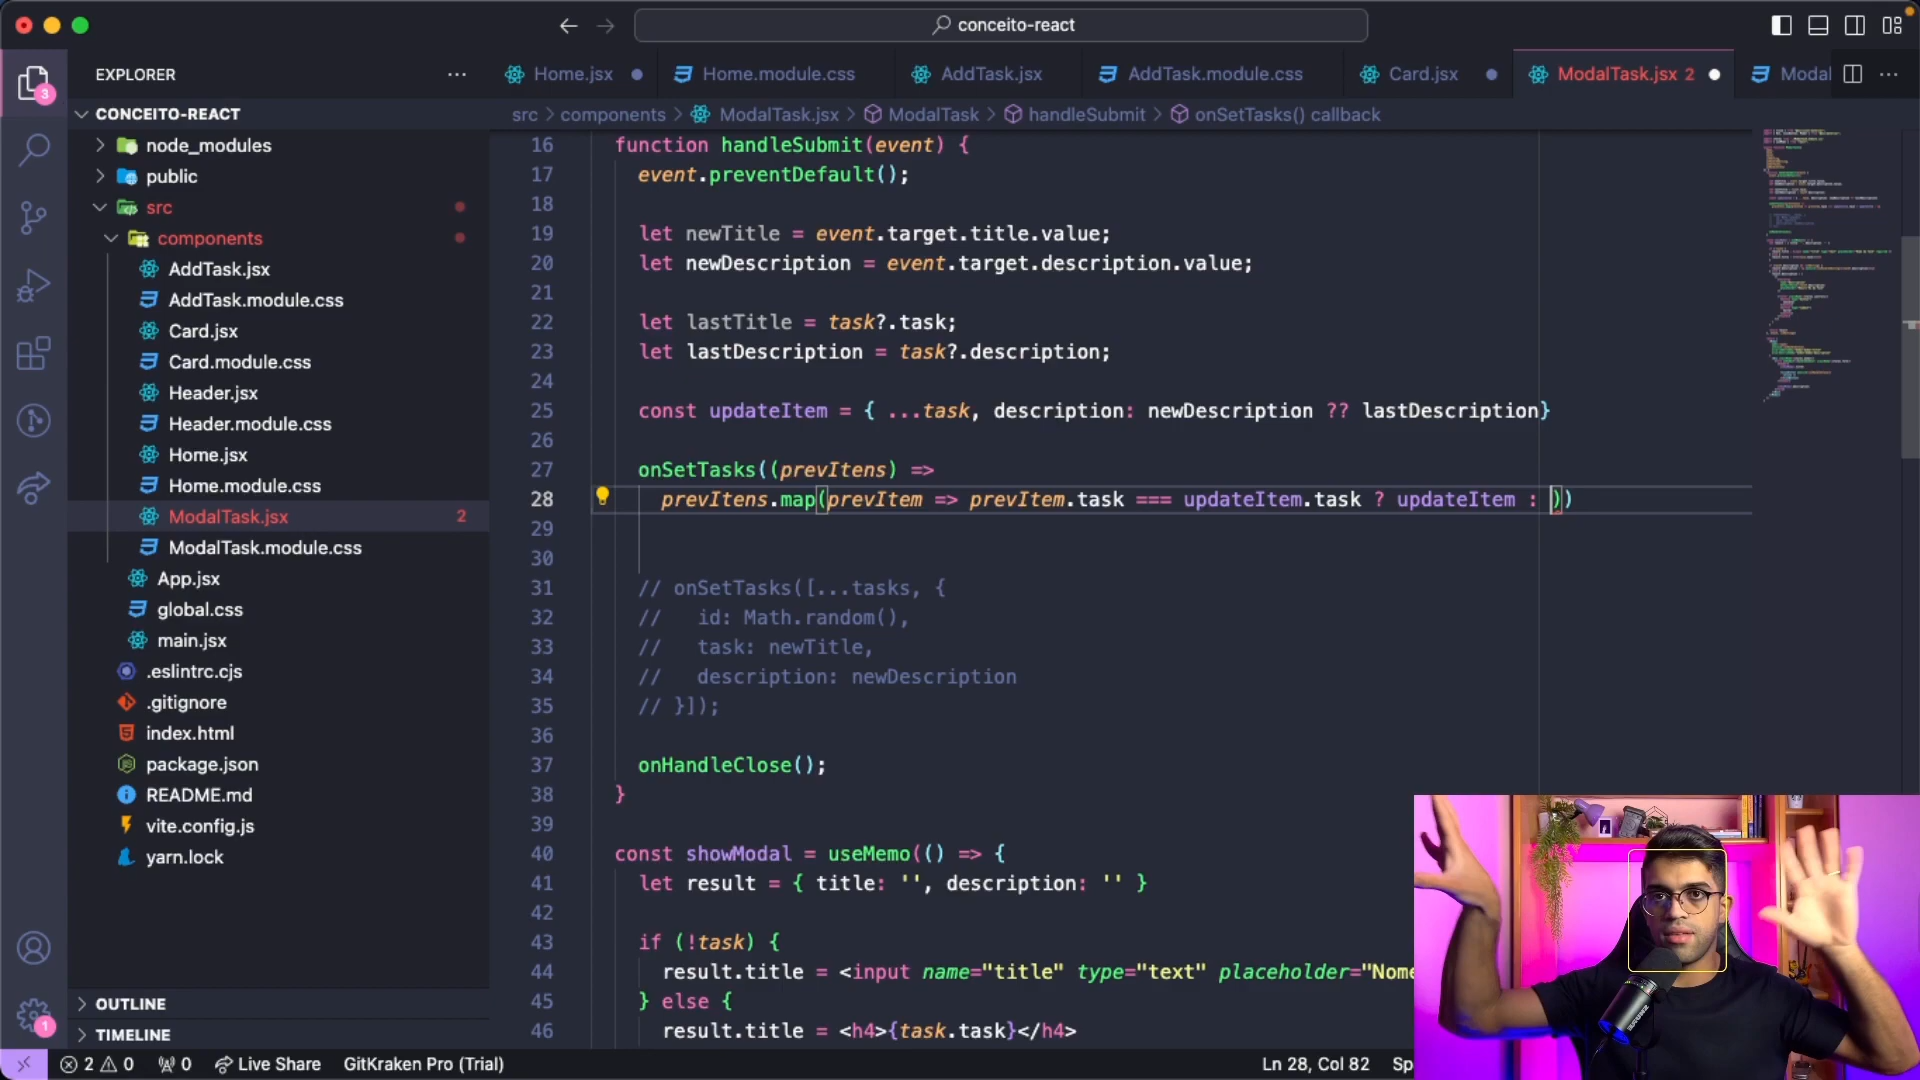 conceito-react
EXPLORER
Home.jsx
Home.module.css
AddTask.jsx
AddTask.module.css
Card.jsx
ModalTask.jsx 2
Modal
src > components > ModalTask.jsx > ModalTask > handleSubmit > onSetTasks() callback
3
CONCEITO-REACT
node_modules
public
src
components
AddTask.jsx
AddTask.module.css
Card.jsx
Card.module.css
Header.jsx
Header.module.css
Home.jsx
Home.module.css
ModalTask.jsx 2
ModalTask.module.css
App.jsx
global.css
main.jsx
.eslintrc.cjs
.gitignore
index.html
package.json
README.md
vite.config.js
yarn.lock
OUTLINE
TIMELINE
1
16 function handleSubmit(event) {
17 event.preventDefault();
18
19 let newTitle = event.target.title.value;
20 let newDescription = event.target.description.value;
21
22 let lastTitle = task?.task;
23 let lastDescription = task?.description;
24
25 const updateItem = { ...task, description: newDescription ?? lastDescription}
26
27 onSetTasks((prevItens) =>
28 prevItens.map(prevItem => prevItem.task === updateItem.task ? updateItem : ))
29
30
31 // onSetTasks([...tasks, {
32 // id: Math.random(),
33 // task: newTitle,
34 // description: newDescription
35 // }]);
36
37 onHandleClose();
38 }
39
40 const showModal = useMemo(() => {
41 let result = { title: '', description: '' }
42
43 if (!task) {
44 result.title = <input name="title" type="text" placeholder="Nome
45 } else {
46 result.title = <h4>{task.task}</h4>
2 0 0 Live Share GitKraken Pro (Trial) Ln 28, Col 82 Sp